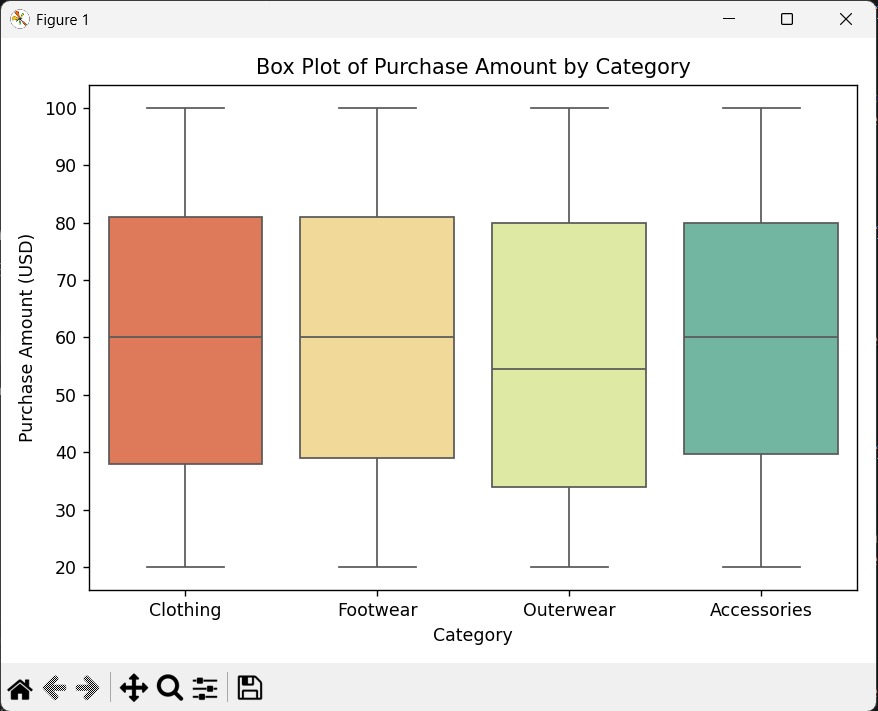 Figure 1
Box Plot of Purchase Amount by Category
100
90
80
70
60
50
40
30
20
Purchase Amount (USD)
Clothing
Footwear
Outerwear
Accessories
Category